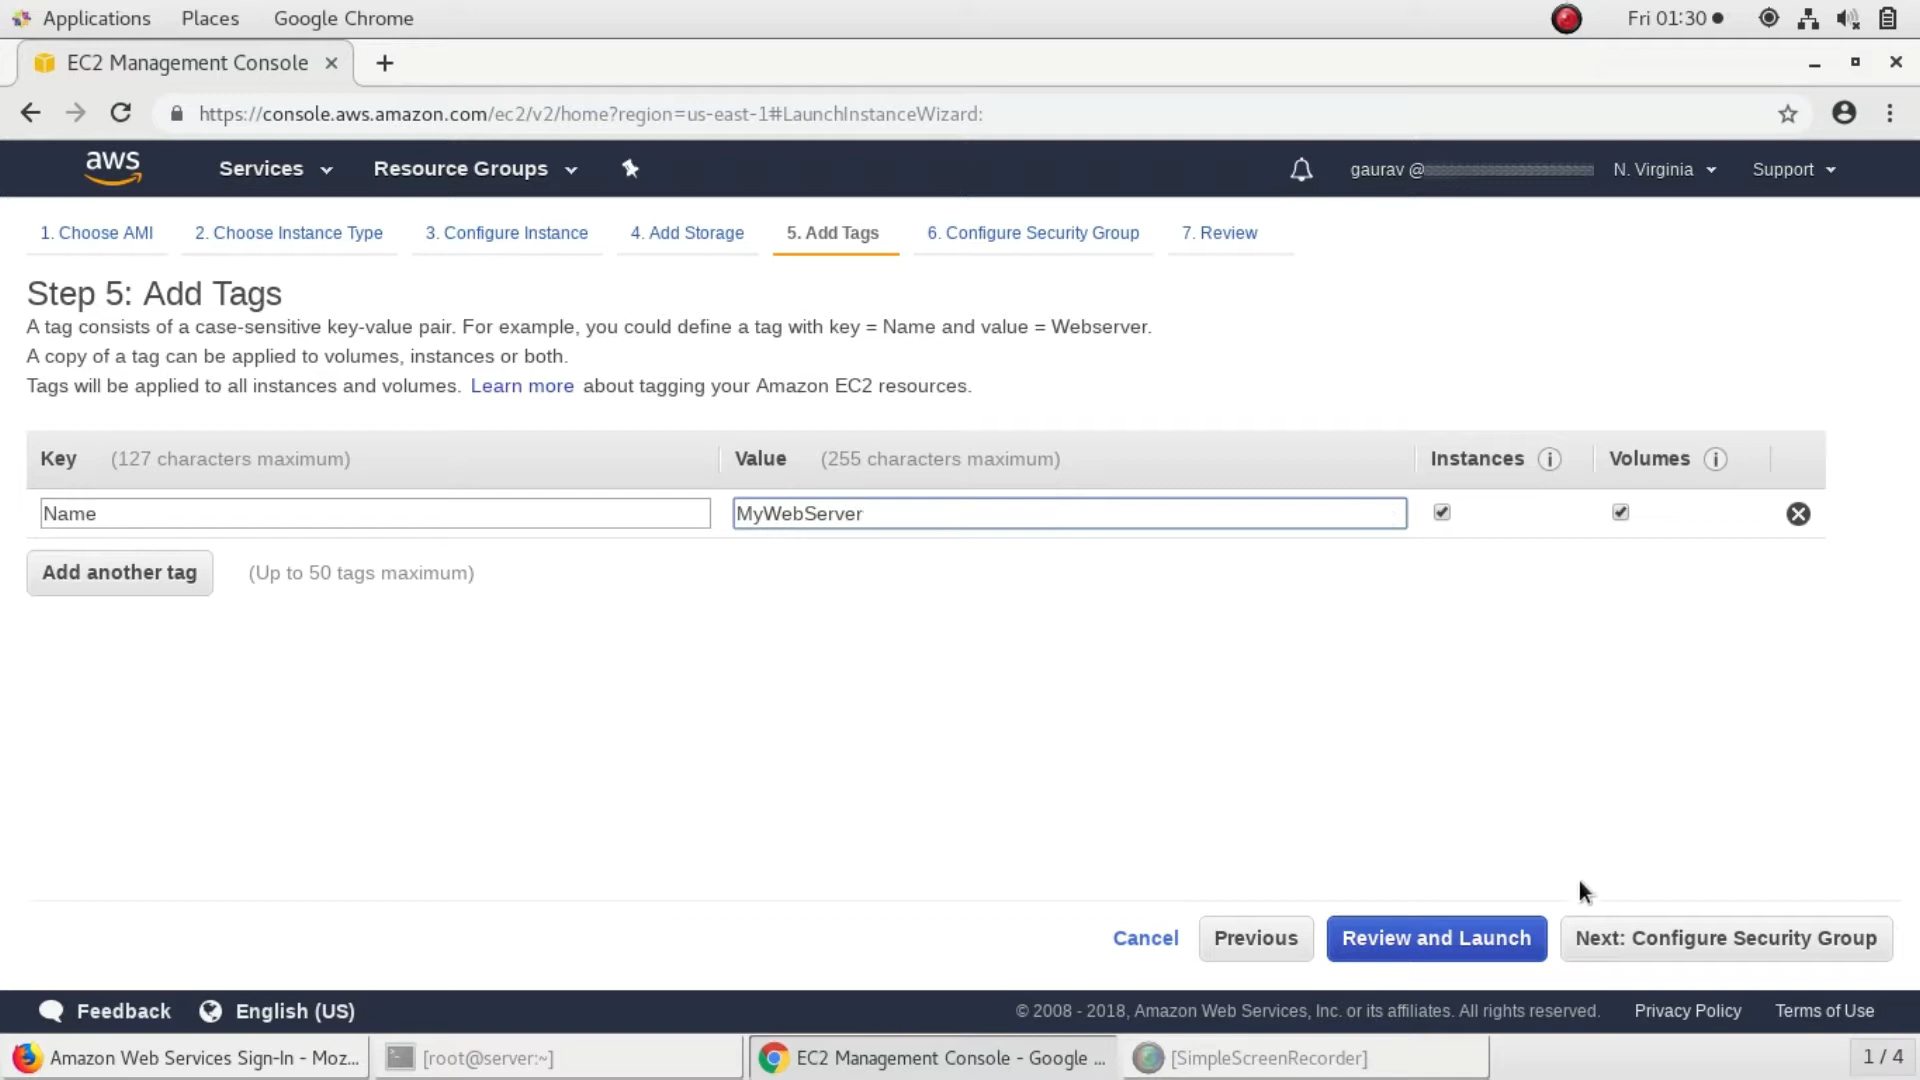 Applications Places Google Chrome Fri 01:30
EC2 Management Console
https://console.aws.amazon.com/ec2/v2/home?region=us-east-1#LaunchInstanceWizard:
aws Services Resource Groups gaurav @ N. Virginia Support
1. Choose AMI 2. Choose Instance Type 3. Configure Instance 4. Add Storage 5. Add Tags 6. Configure Security Group 7. Review
Step 5: Add Tags
A tag consists of a case-sensitive key-value pair. For example, you could define a tag with key = Name and value = Webserver.
A copy of a tag can be applied to volumes, instances or both.
Tags will be applied to all instances and volumes. Learn more about tagging your Amazon EC2 resources.
Key (127 characters maximum) Value (255 characters maximum) Instances i Volumes i
Name MyWebServer
Add another tag (Up to 50 tags maximum)
Cancel Previous Review and Launch Next: Configure Security Group
Feedback English (US) © 2008 - 2018, Amazon Web Services, Inc. or its affiliates. All rights reserved. Privacy Policy Terms of Use
Amazon Web Services Sign-In - Moz... [root@server:~] EC2 Management Console - Google ... [SimpleScreenRecorder] 1 / 4